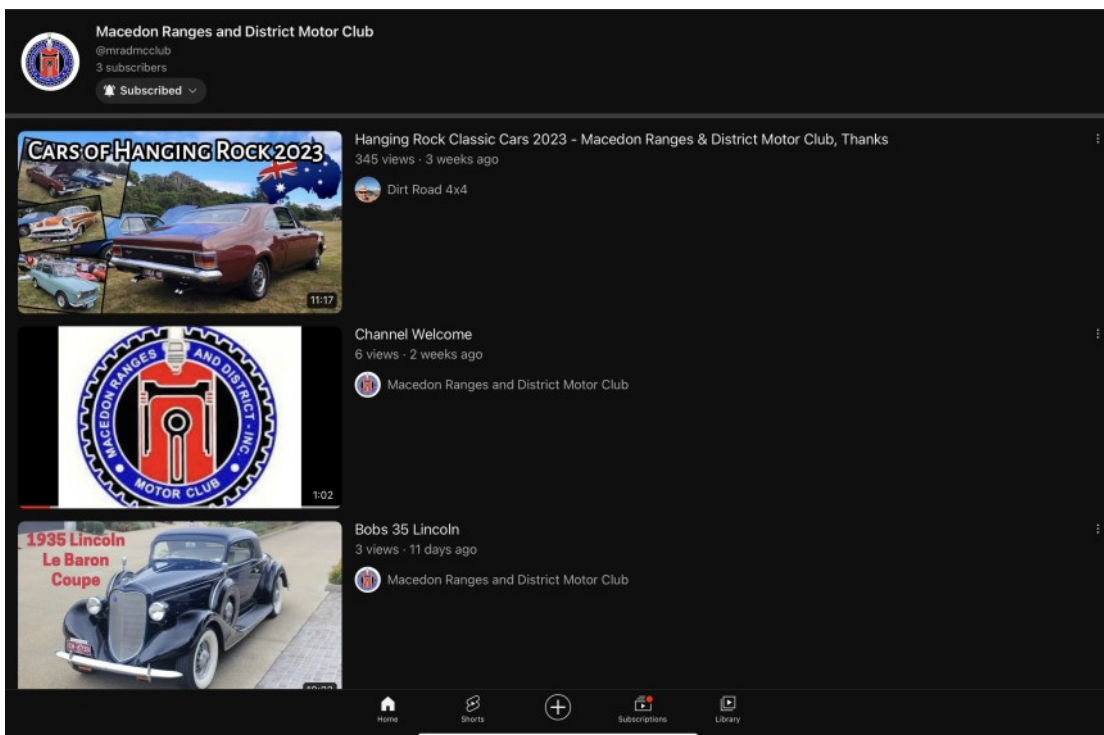 Macedon Ranges and District Motor Club
@mradmcclub
3 subscribers
Subscribed
CARS OF HANGING ROCK 2023
11:17
Hanging Rock Classic Cars 2023 - Macedon Ranges & District Motor Club, Thanks
345 views · 3 weeks ago
Dirt Road 4x4
MACEDON RANGES AND DISTRICT - INC.
MOTOR CLUB
1:02
Channel Welcome
6 views · 2 weeks ago
Macedon Ranges and District Motor Club
1935 Lincoln
Le Baron
Coupe
Bobs 35 Lincoln
3 views · 11 days ago
Macedon Ranges and District Motor Club
Home
Shorts
Subscriptions
Library